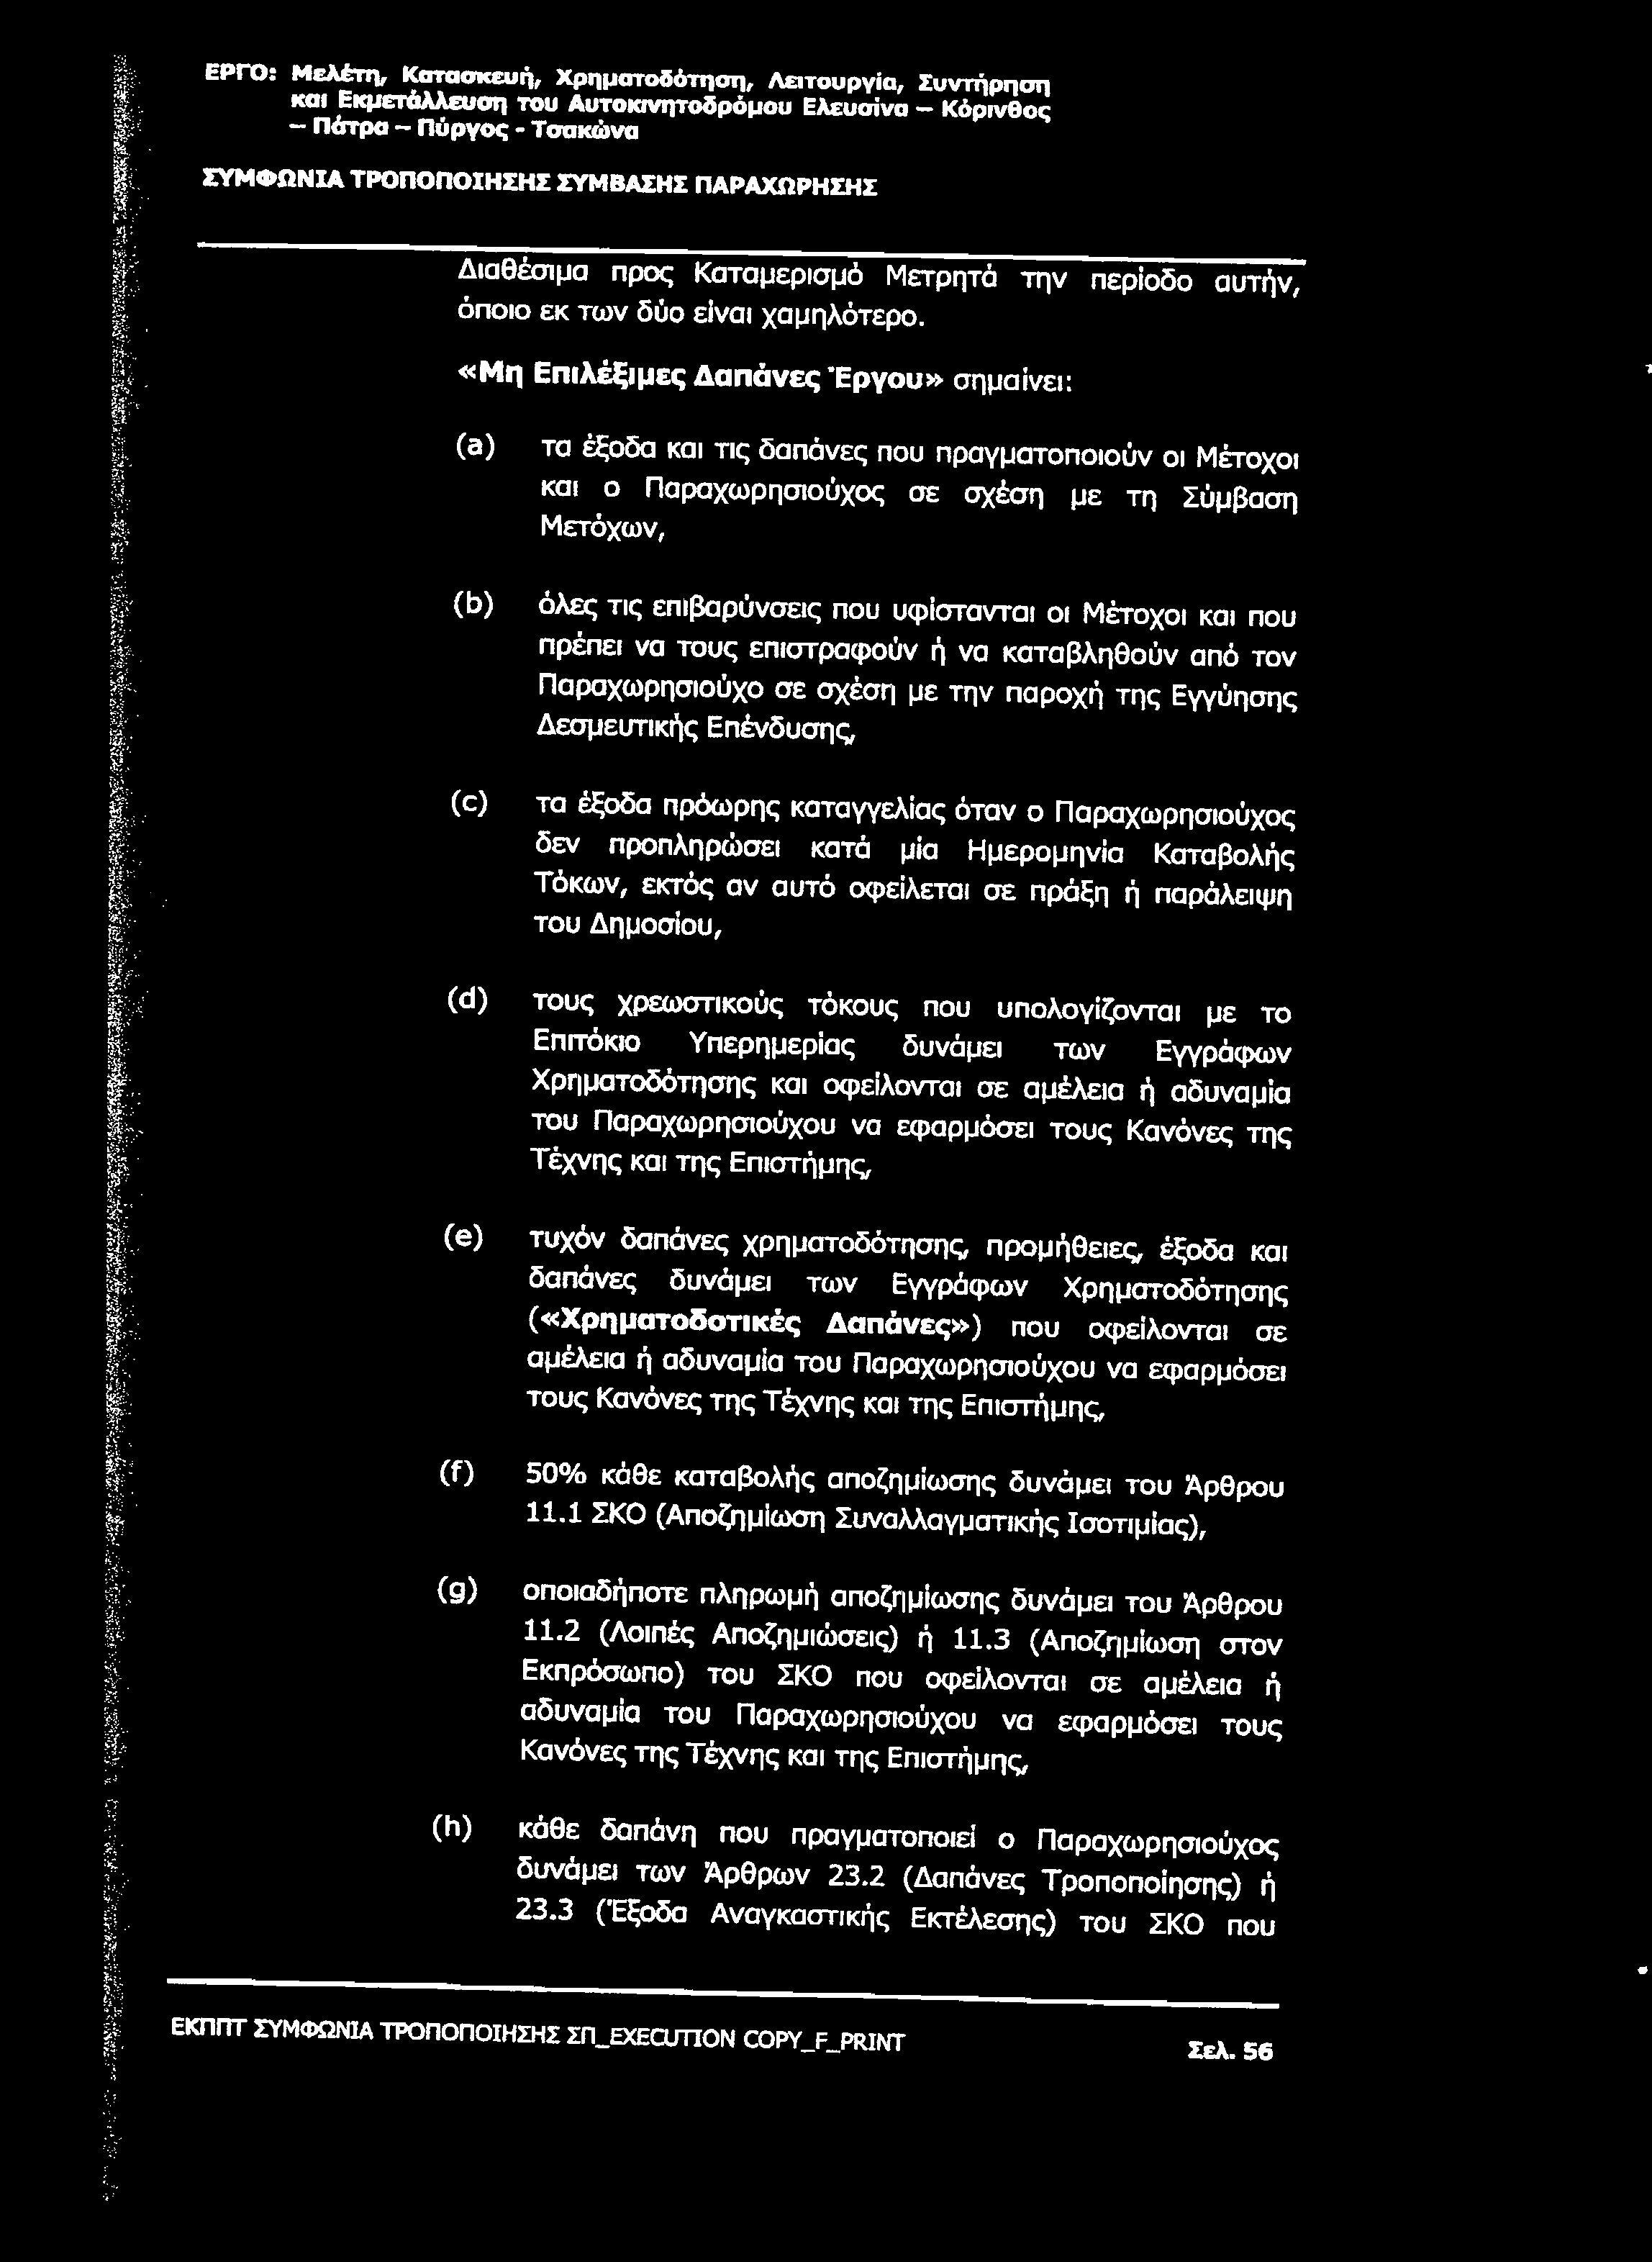 ΕΡΓΟ: Μελέτη, Κατασκευή, Χρηματοδότηση, Λειτουργία, Συντήρηση
και Εκμετάλλευση του Αυτοκινητοδρόμου Ελευσίνα – Κόρινθος
– Πάτρα – Πύργος - Τσακώνα
ΣΥΜΦΩΝΙΑ ΤΡΟΠΟΠΟΙΗΣΗΣ ΣΥΜΒΑΣΗΣ ΠΑΡΑΧΩΡΗΣΗΣ
Διαθέσιμα προς Καταμερισμό Μετρητά την περίοδο αυτήν,
όποιο εκ των δύο είναι χαμηλότερο.
«Μη Επιλέξιμες Δαπάνες Έργου» σημαίνει:
(a) τα έξοδα και τις δαπάνες που πραγματοποιούν οι Μέτοχοι
και ο Παραχωρησιούχος σε σχέση με τη Σύμβαση
Μετόχων,
(b) όλες τις επιβαρύνσεις που υφίστανται οι Μέτοχοι και που
πρέπει να τους επιστραφούν ή να καταβληθούν από τον
Παραχωρησιούχο σε σχέση με την παροχή της Εγγύησης
Δεσμευτικής Επένδυσης,
(c) τα έξοδα πρόωρης καταγγελίας όταν ο Παραχωρησιούχος
δεν προπληρώσει κατά μία Ημερομηνία Καταβολής
Τόκων, εκτός αν αυτό οφείλεται σε πράξη ή παράλειψη
του Δημοσίου,
(d) τους χρεωστικούς τόκους που υπολογίζονται με το
Επιτόκιο Υπερημερίας δυνάμει των Εγγράφων
Χρηματοδότησης και οφείλονται σε αμέλεια ή αδυναμία
του Παραχωρησιούχου να εφαρμόσει τους Κανόνες της
Τέχνης και της Επιστήμης,
(e) τυχόν δαπάνες χρηματοδότησης, προμήθειες, έξοδα και
δαπάνες δυνάμει των Εγγράφων Χρηματοδότησης
(«Χρηματοδοτικές Δαπάνες») που οφείλονται σε
αμέλεια ή αδυναμία του Παραχωρησιούχου να εφαρμόσει
τους Κανόνες της Τέχνης και της Επιστήμης,
(f) 50% κάθε καταβολής αποζημίωσης δυνάμει του Άρθρου
11.1 ΣΚΟ (Αποζημίωση Συναλλαγματικής Ισοτιμίας),
(g) οποιαδήποτε πληρωμή αποζημίωσης δυνάμει του Άρθρου
11.2 (Λοιπές Αποζημιώσεις) ή 11.3 (Αποζημίωση στον
Εκπρόσωπο) του ΣΚΟ που οφείλονται σε αμέλεια ή
αδυναμία του Παραχωρησιούχου να εφαρμόσει τους
Κανόνες της Τέχνης και της Επιστήμης,
(h) κάθε δαπάνη που πραγματοποιεί ο Παραχωρησιούχος
δυνάμει των Άρθρων 23.2 (Δαπάνες Τροποποίησης) ή
23.3 (Έξοδα Αναγκαστικής Εκτέλεσης) του ΣΚΟ που
ΕΚΠΠΤ ΣΥΜΦΩΝΙΑ ΤΡΟΠΟΠΟΙΗΣΗΣ ΣΠ_EXECUTION COPY_F_PRINT
Σελ. 56